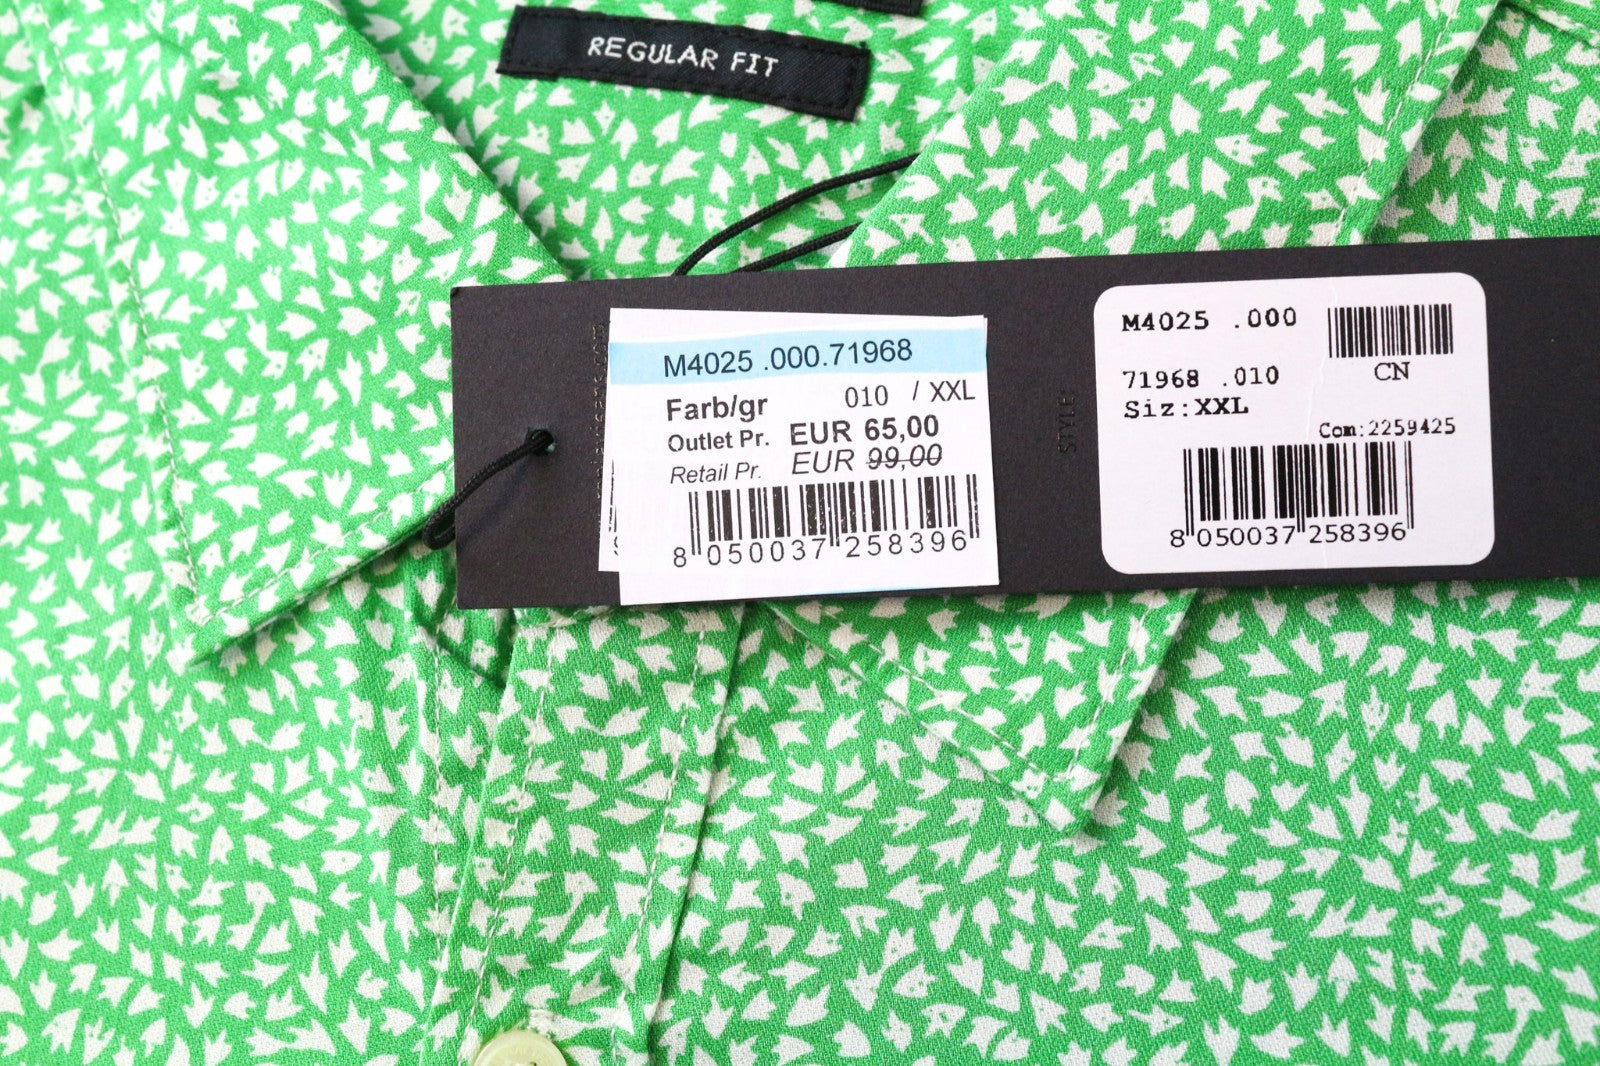 REGULAR FIT
M4025 .000.71968
Farb/gr 010 / XXL
Outlet Pr. EUR 65,00
Retail Pr. EUR 99,00
8 050037 258396
STYLE
M4025 .000
CN
71968 .010
Siz:XXL
Com:2259425
8 050037 258396